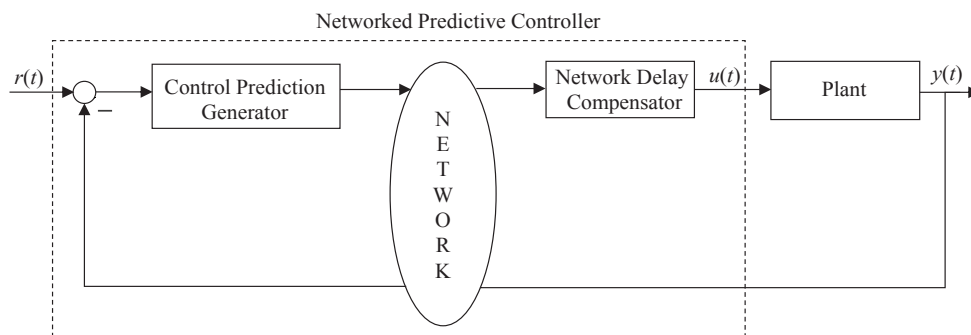 Networked Predictive Controller
r(t)
Control Prediction
Generator
Network Delay
Compensator
u(t)
Plant
y(t)
−
N
E
T
W
O
R
K